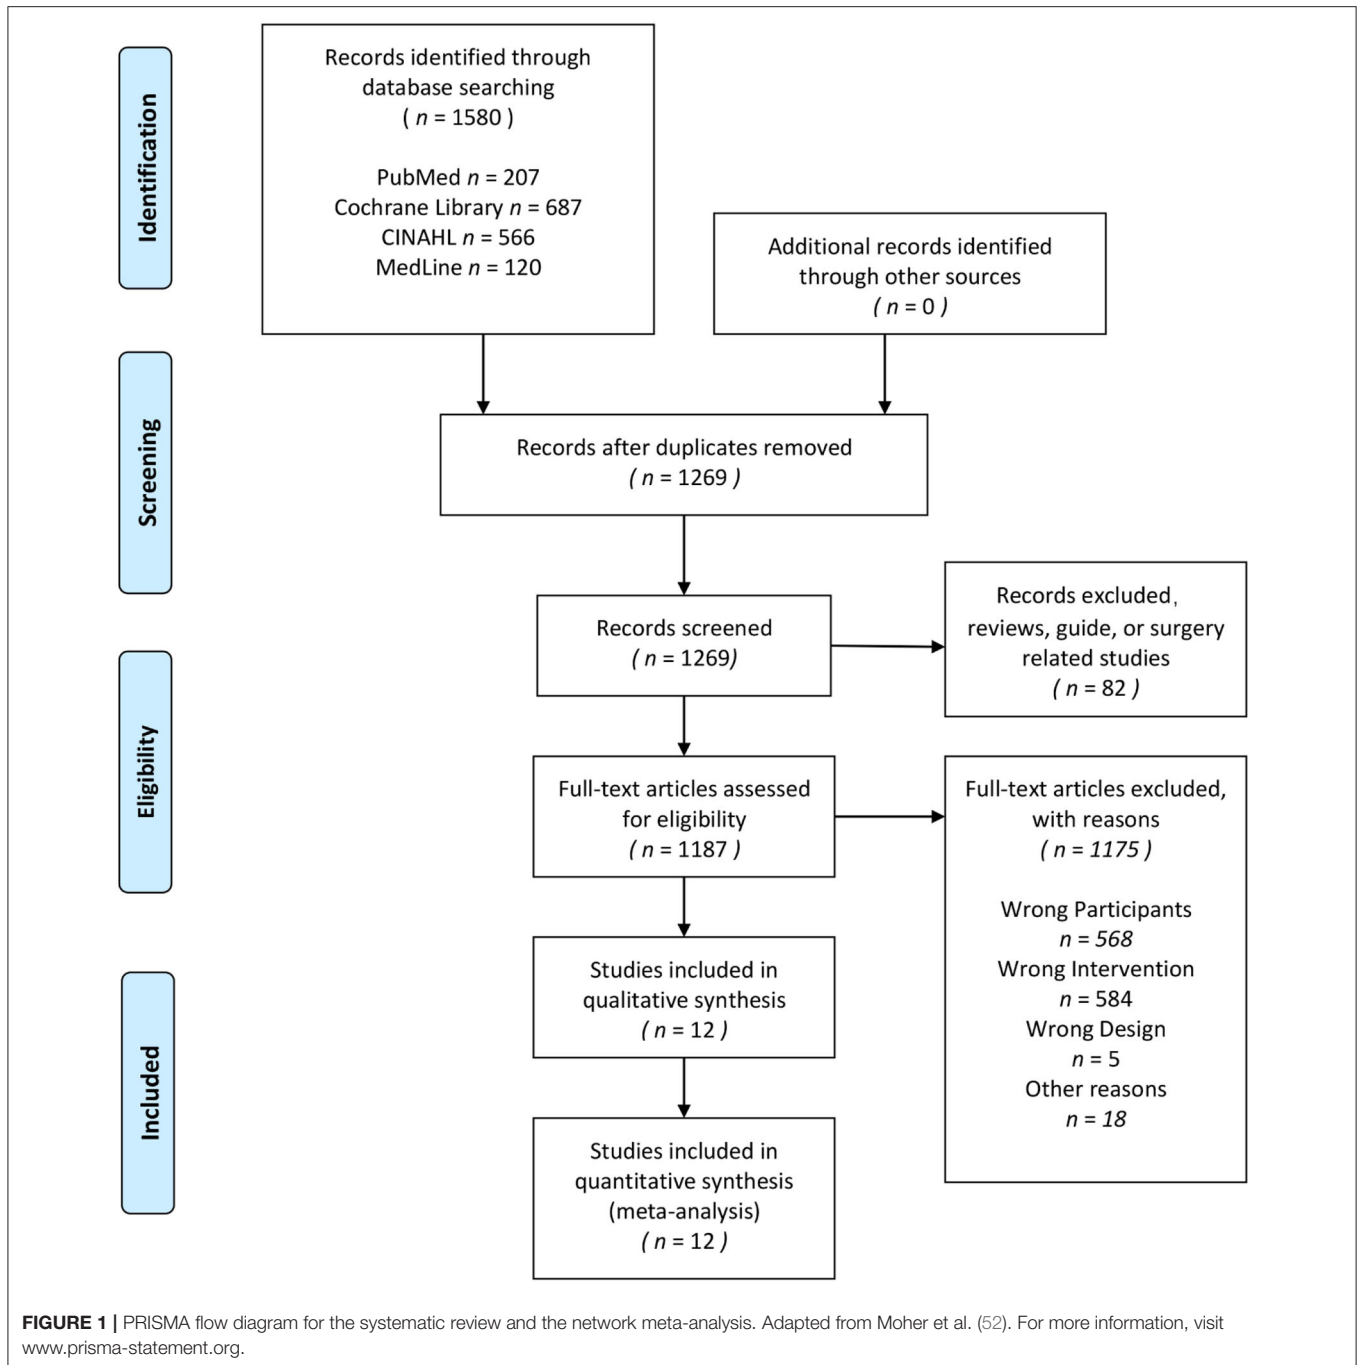 Identification
Records identified through
database searching
( n = 1580 )
PubMed n = 207
Cochrane Library n = 687
CINAHL n = 566
MedLine n = 120
Additional records identified
through other sources
( n = 0 )
Screening
Records after duplicates removed
( n = 1269 )
Records screened
( n = 1269)
Records excluded,
reviews, guide, or surgery
related studies
( n = 82 )
Eligibility
Full-text articles assessed
for eligibility
( n = 1187 )
Full-text articles excluded,
with reasons
( n = 1175 )
Wrong Participants
n = 568
Wrong Intervention
n = 584
Wrong Design
n = 5
Other reasons
n = 18
Included
Studies included in
qualitative synthesis
( n = 12 )
Studies included in
quantitative synthesis
(meta-analysis)
( n = 12 )
FIGURE 1 | PRISMA flow diagram for the systematic review and the network meta-analysis. Adapted from Moher et al. (52). For more information, visit
www.prisma-statement.org.